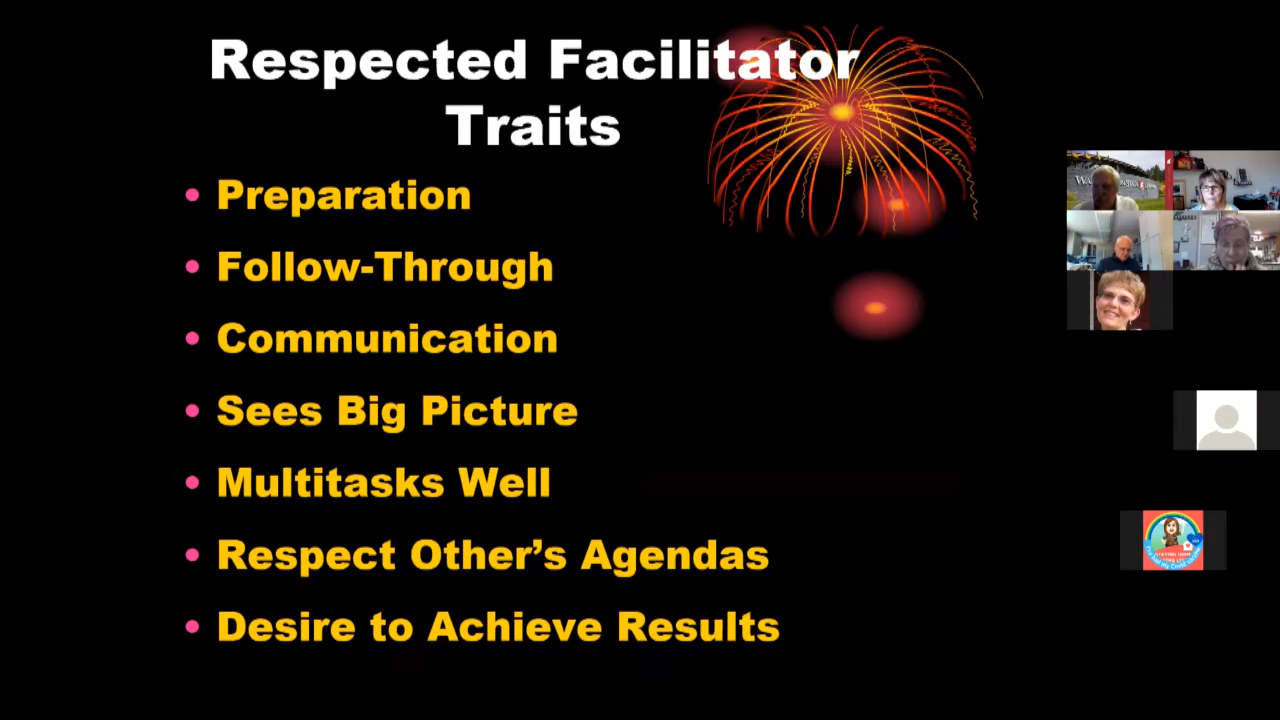 Respected Facilitator
Traits
• Preparation
• Follow-Through
• Communication
• Sees Big Picture
• Multitasks Well
• Respect Other’s Agendas
• Desire to Achieve Results